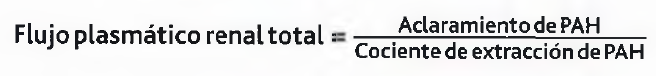 Flujo plasmático renal total = Aclaramiento de PAH
Cociente de extracción de PAH